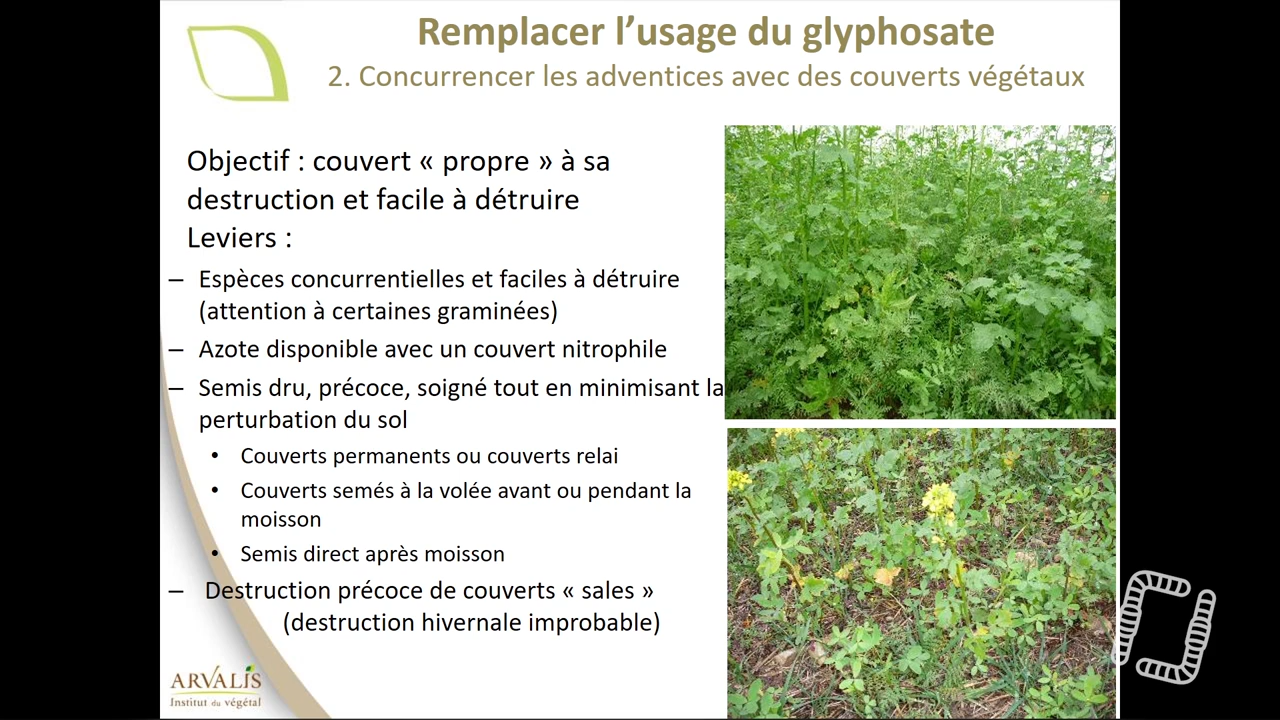 Remplacer l’usage du glyphosate
2. Concurrencer les adventices avec des couverts végétaux
Objectif : couvert « propre » à sa
destruction et facile à détruire
Leviers :
– Espèces concurrentielles et faciles à détruire
(attention à certaines graminées)
– Azote disponible avec un couvert nitrophile
– Semis dru, précoce, soigné tout en minimisant la
perturbation du sol
• Couverts permanents ou couverts relai
• Couverts semés à la volée avant ou pendant la
moisson
• Semis direct après moisson
– Destruction précoce de couverts « sales »
(destruction hivernale improbable)
ARVALIS
Institut du végétal